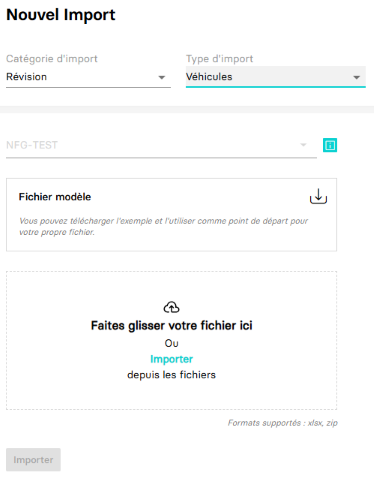 Nouvel Import
Catégorie d'import
Type d'import
Révision
Véhicules
NFG-TEST
Fichier modèle
Vous pouvez télécharger l'exemple et l'utiliser comme point de départ pour
votre propre fichier.
Faites glisser votre fichier ici
Ou
Importer
depuis les fichiers
Formats supportés : xlsx, zip
Importer